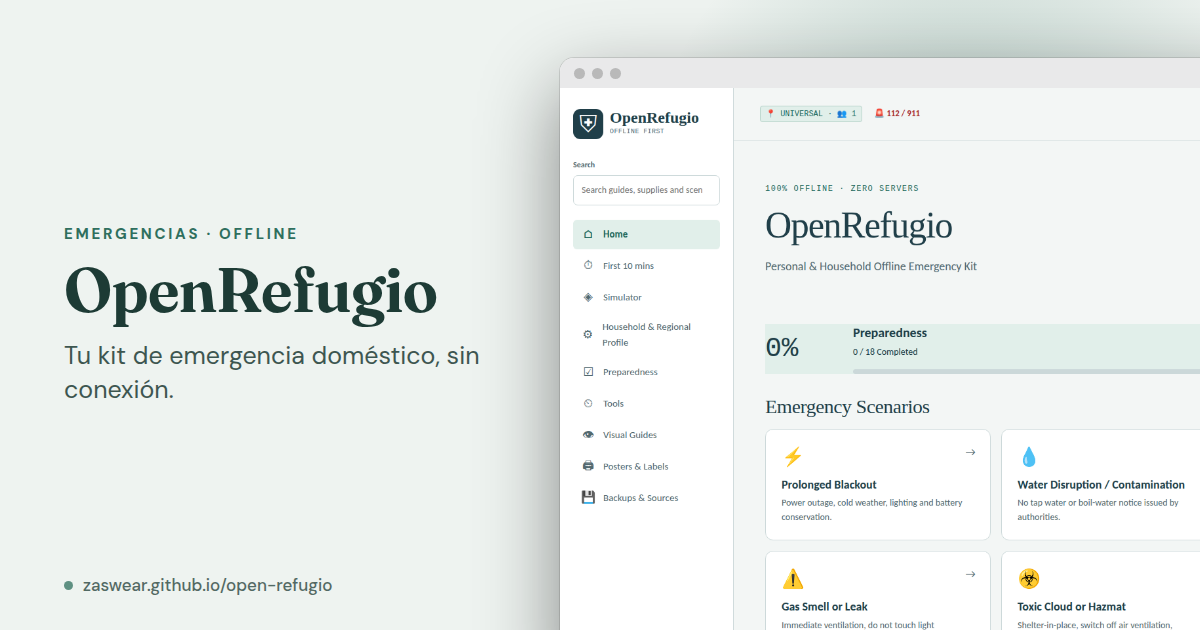 EMERGENCIAS · OFFLINE
OpenRefugio
Tu kit de emergencia doméstico, sin
conexión.
zaswear.github.io/open-refugio
OpenRefugio
OFFLINE FIRST
Search
Search guides, supplies and scen
Home
First 10 mins
Simulator
Household & Regional
Profile
Preparedness
Tools
Visual Guides
Posters & Labels
Backups & Sources
UNIVERSAL · 👥 1
112 / 911
100% OFFLINE · ZERO SERVERS
OpenRefugio
Personal & Household Offline Emergency Kit
0%
Preparedness
0 / 18 Completed
Emergency Scenarios
Prolonged Blackout
Power outage, cold weather, lighting and battery
conservation.
Water Disruption / Contamination
No tap water or boil-water notice issued by
authorities.
Gas Smell or Leak
Immediate ventilation, do not touch light
Toxic Cloud or Hazmat
Shelter-in-place, switch off air ventilation,